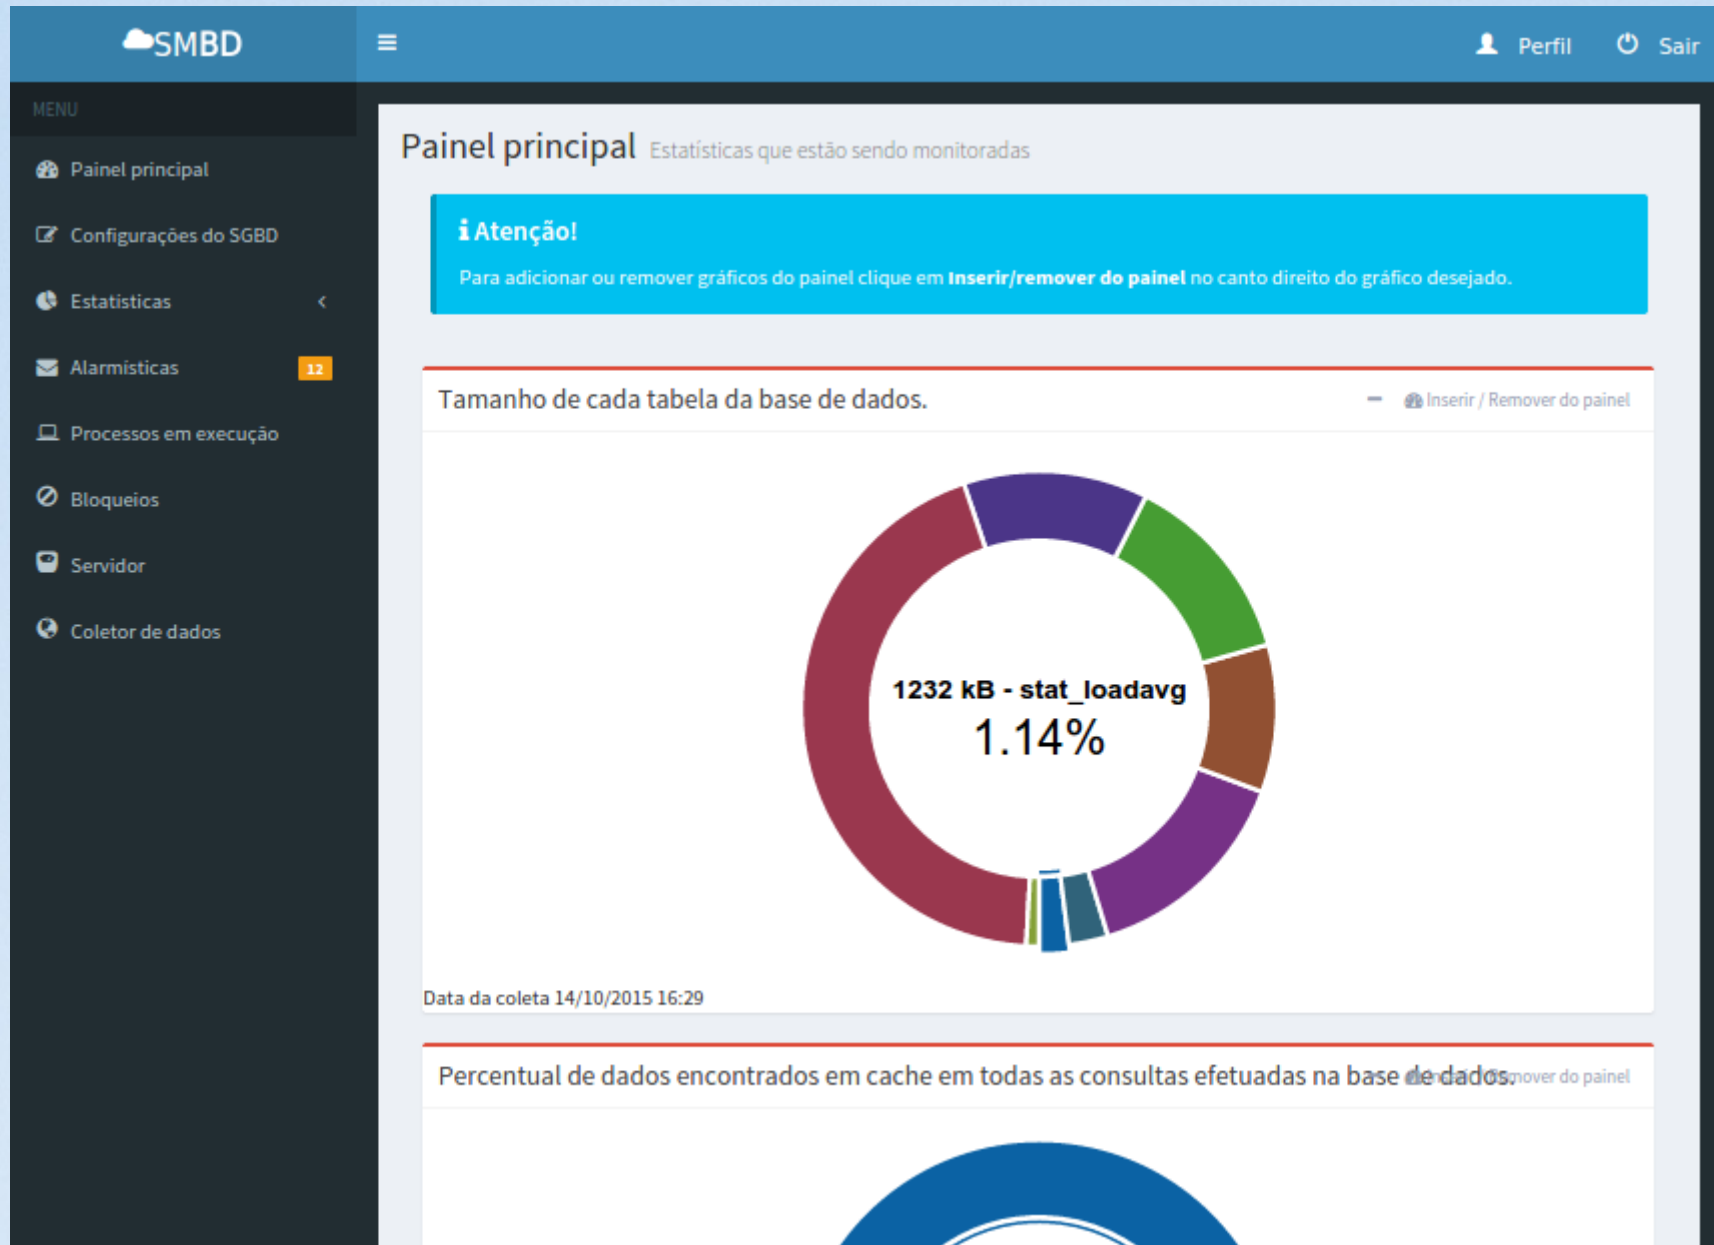 SMBD
Perfil
Sair
MENU
Painel principal
Configurações do SGBD
Estatísticas
Alarmísticas
12
Processos em execução
Bloqueios
Servidor
Coletor de dados
Painel principal Estatísticas que estão sendo monitoradas
Atenção!
Para adicionar ou remover gráficos do painel clique em Inserir/remover do painel no canto direito do gráfico desejado.
Tamanho de cada tabela da base de dados.
Inserir / Remover do painel
1232 kB - stat_loadavg
1.14%
Data da coleta 14/10/2015 16:29
Percentual de dados encontrados em cache em todas as consultas efetuadas na base de dados.
Inserir / Remover do painel